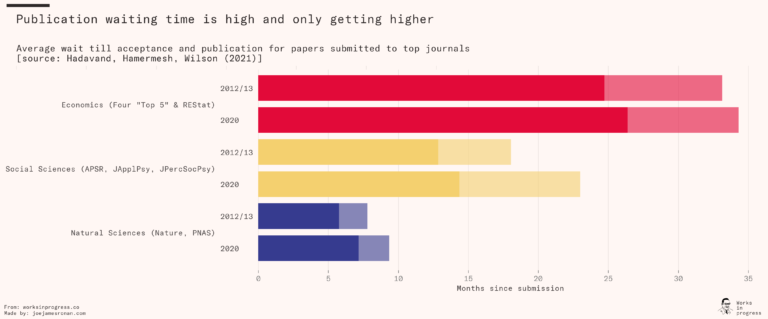 Publication waiting time is high and only getting higher
Average wait till acceptance and publication for papers submitted to top journals
[source: Hadavand, Hamermesh, Wilson (2021)]
2012/13
Economics (Four "Top 5" & REStat)
2020
2012/13
Social Sciences (APSR, JApplPsy, JPercSocPsy)
2020
2012/13
Natural Sciences (Nature, PNAS)
2020
0 5 10 15 20 25 30 35
Months since submission
From: worksinprogress.co
Made by: joejamesrcnan.com
Works
in
progress